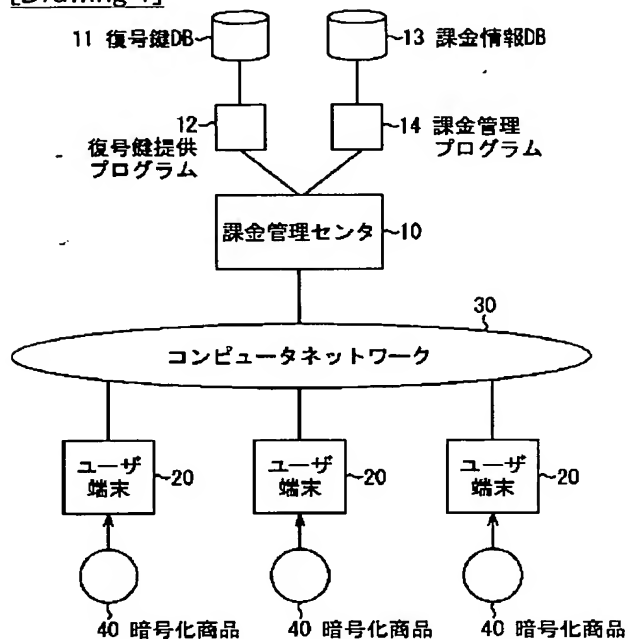 11 復号鍵DB
13 課金情報DB
12
復号鍵提供
プログラム
14 課金管理
プログラム
課金管理センタ
10
30
コンピュータネットワーク
ユーザ
端末
20
ユーザ
端末
20
ユーザ
端末
20
40 暗号化商品
40 暗号化商品
40 暗号化商品